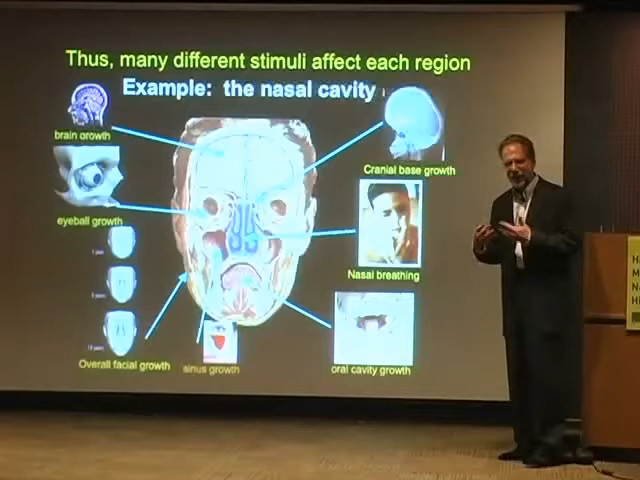 Thus, many different stimuli affect each region
Example: the nasal cavity
brain growth
Cranial base growth
eyeball growth
Nasal breathing
Overall facial growth
sinus growth
oral cavity growth